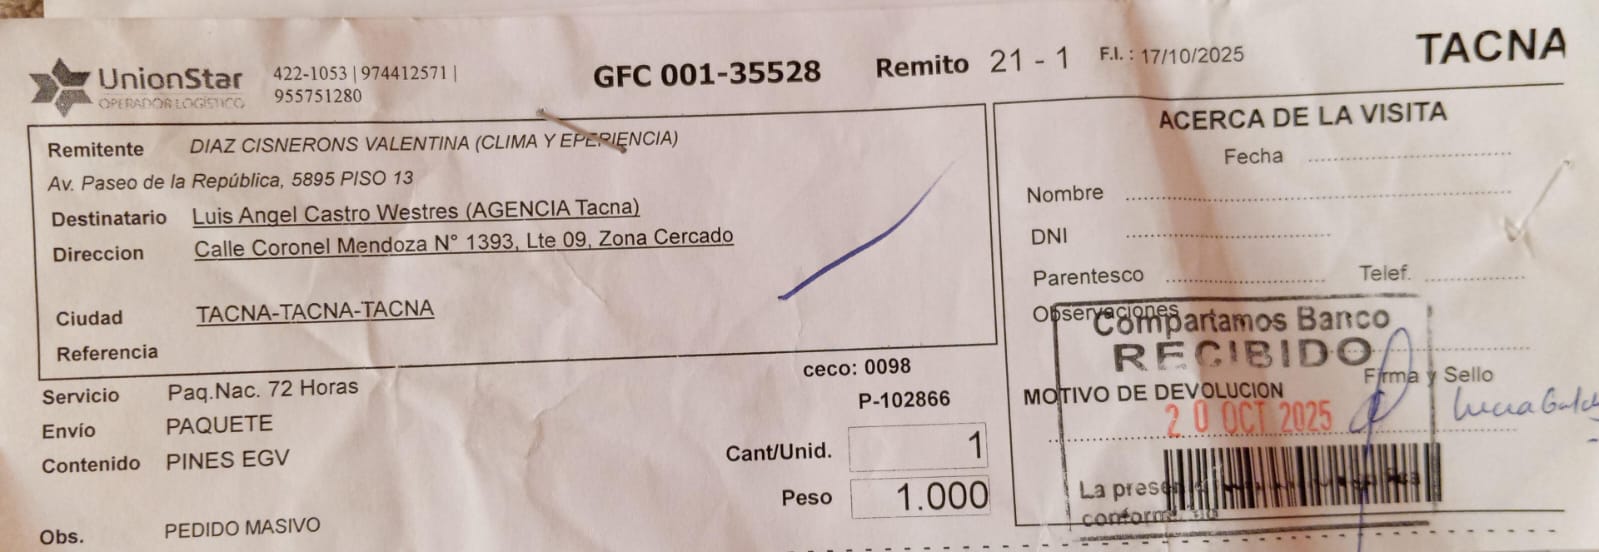 UnionStar
OPERADOR LOGÍSTICO
422-1053 | 974412571 |
955751280
GFC 001-35528
Remito 21 - 1
F.I. : 17/10/2025
TACNA
Remitente DIAZ CISNERONS VALENTINA (CLIMA Y EPERIENCIA)
Av. Paseo de la República, 5895 PISO 13
Destinatario Luis Angel Castro Westres (AGENCIA Tacna)
Direccion Calle Coronel Mendoza N° 1393, Lte 09, Zona Cercado
Ciudad TACNA-TACNA-TACNA
Referencia
Servicio Paq.Nac. 72 Horas
Envío PAQUETE
Contenido PINES EGV
Obs. PEDIDO MASIVO
ceco: 0098
P-102866
Cant/Unid. 1
Peso 1.000
ACERCA DE LA VISITA
Fecha
Nombre
DNI
Parentesco Telef.
Observaciones
Compartamos Banco
RECIBIDO
Firma y Sello
MOTIVO DE DEVOLUCION
20 OCT 2025
La
conforme